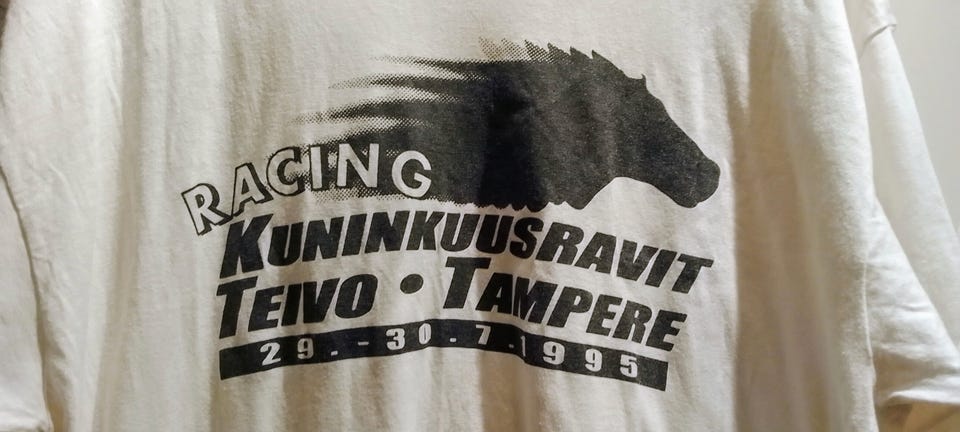 RACING
KUNINKUUSRAVIT
TEIVO • TAMPERE
29.-30.7.1995